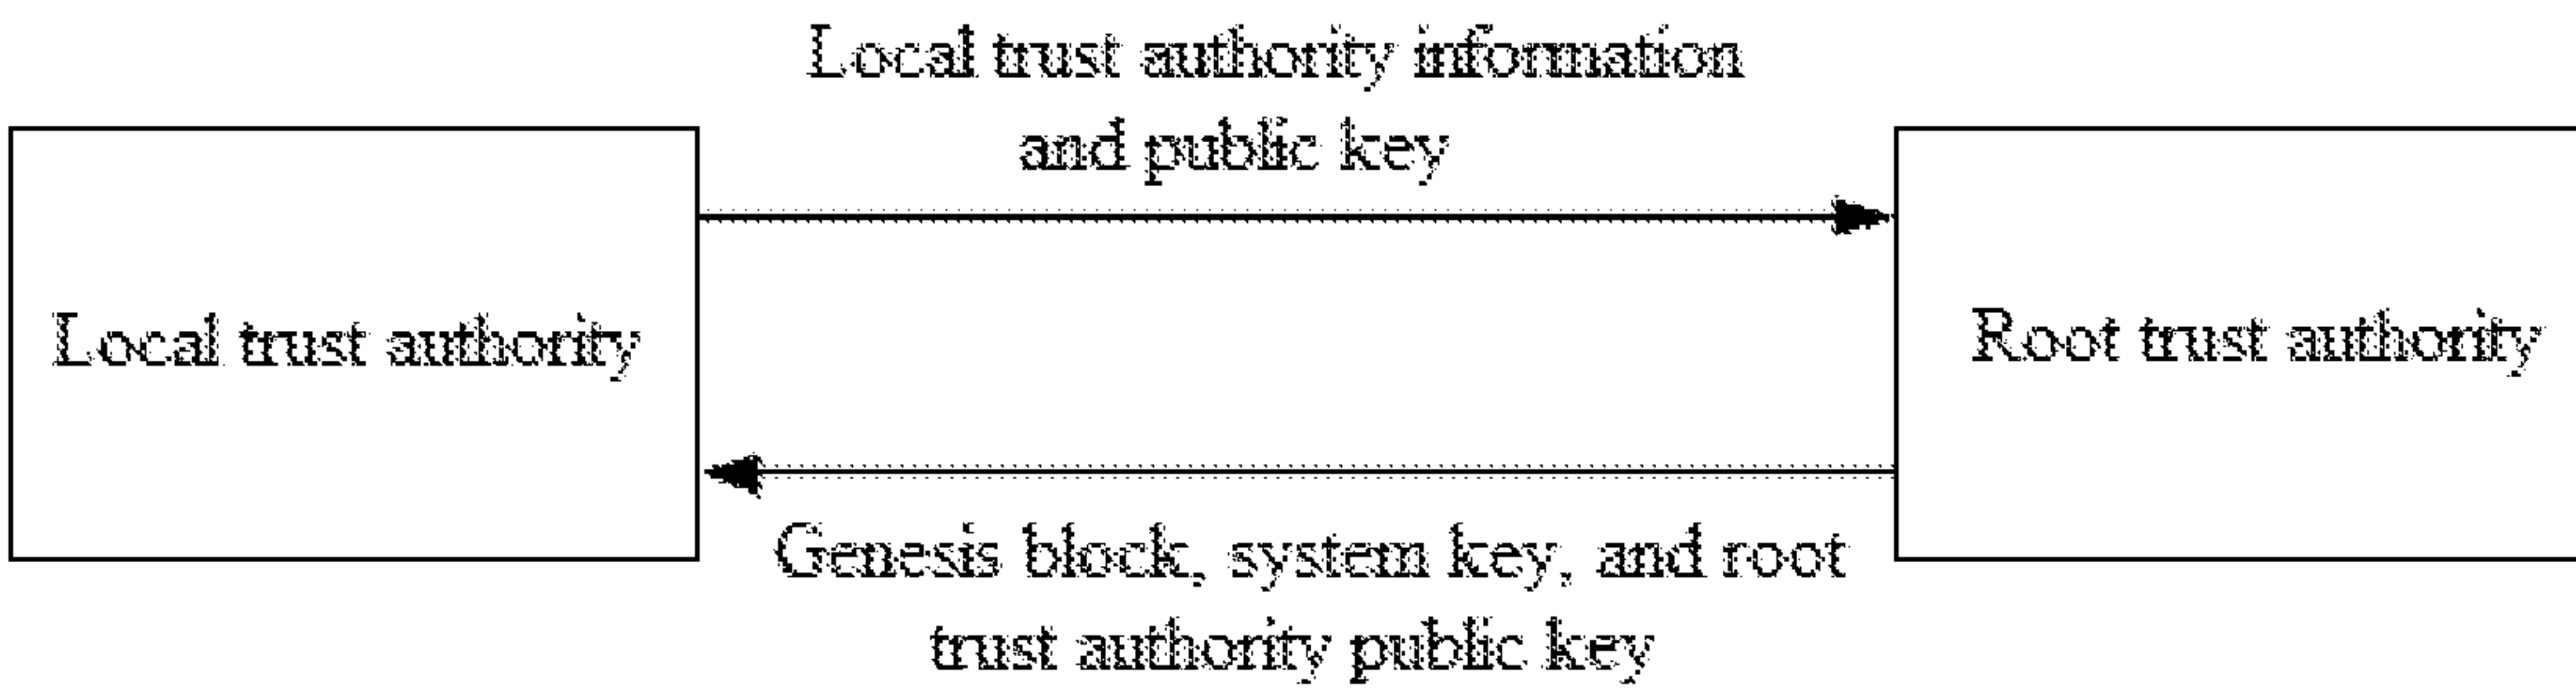 Local trust authority information
and public key
Local trust authority
Root trust authority
Genesis block, system key, and root
trust authority public key